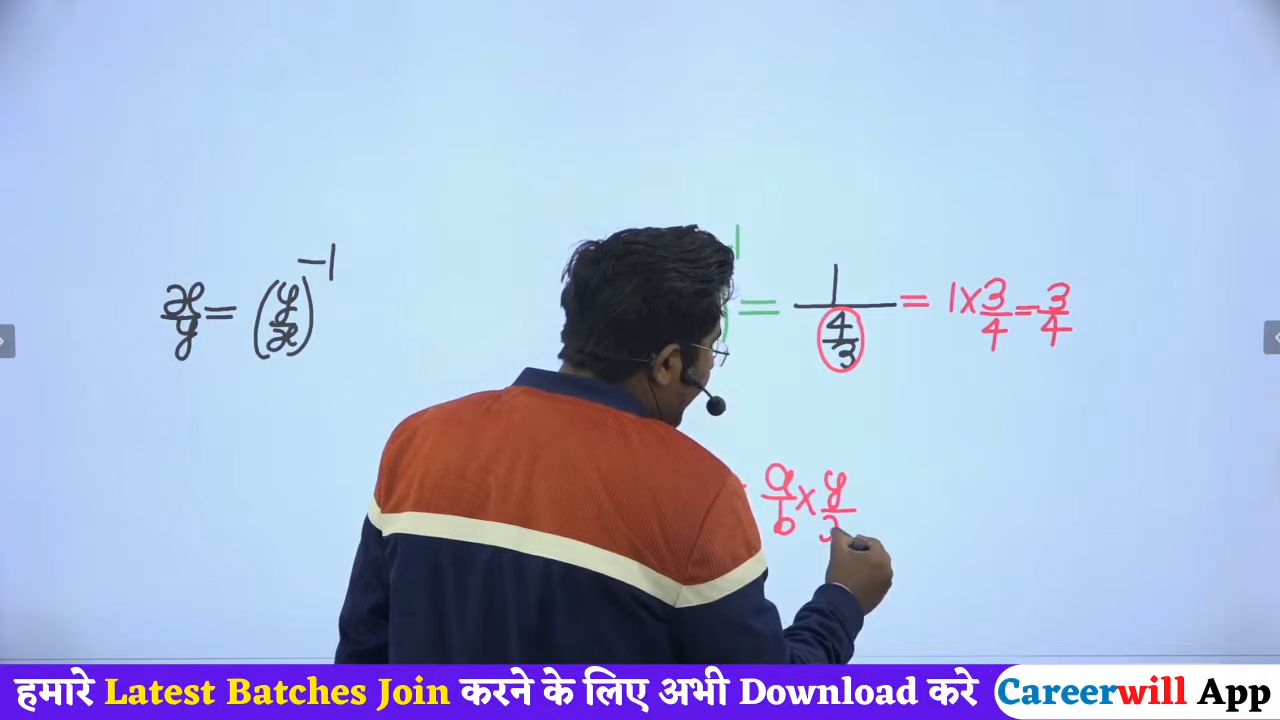 x/y = (y/x)^-1
= 1/(4/3) = 1 × 3/4 = 3/4
a/b × y/
हमारे Latest Batches Join करने के लिए अभी Download करे Careerwill App